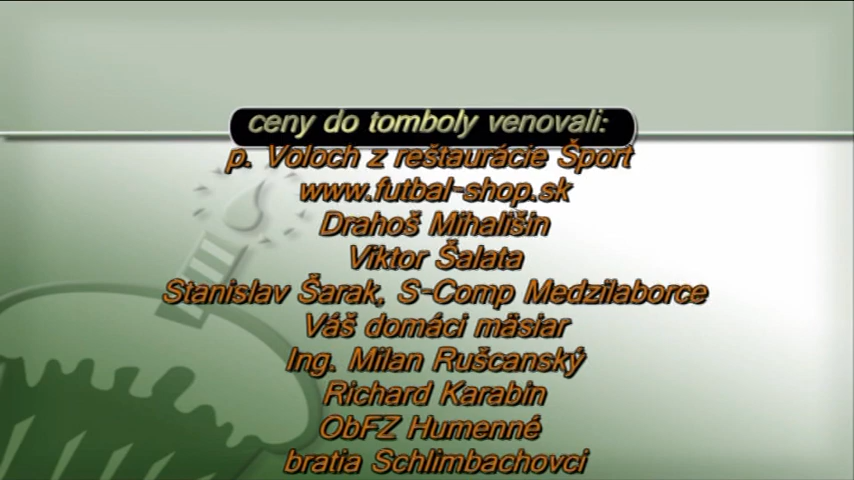 ceny do tomboly venovali:
p. Voloch z reštaurácie Šport
www.futbal-shop.sk
Drahoš Mihališin
Viktor Šalata
Stanislav Šarak, S-Comp Medzilaborce
Váš domáci mäsiar
Ing. Milan Rušcanský
Richard Karabin
ObFZ Humenné
bratia Schlimbachovci